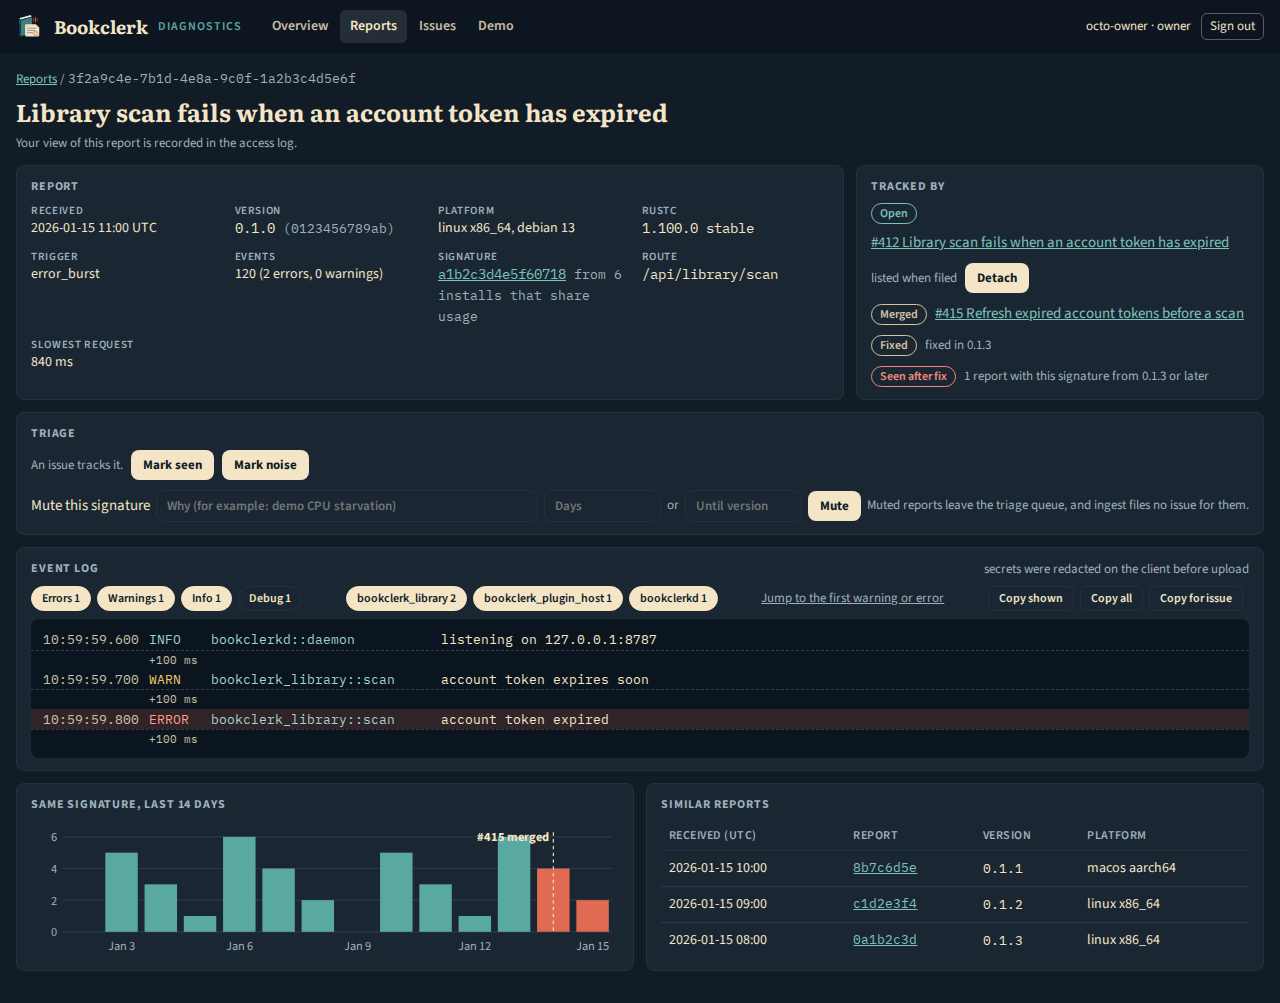 Bookclerk DIAGNOSTICS Overview Reports Issues Demo octo-owner · owner Sign out
Reports / 3f2a9c4e-7b1d-4e8a-9c0f-1a2b3c4d5e6f
Library scan fails when an account token has expired
Your view of this report is recorded in the access log.
REPORT
RECEIVED VERSION PLATFORM RUSTC
2026-01-15 11:00 UTC 0.1.0 (0123456789ab) linux x86_64, debian 13 1.100.0 stable
TRIGGER EVENTS SIGNATURE ROUTE
error_burst 120 (2 errors, 0 warnings) a1b2c3d4e5f60718 from 6 /api/library/scan
installs that share
usage
SLOWEST REQUEST
840 ms
TRACKED BY
Open
#412 Library scan fails when an account token has expired
listed when filed Detach
Merged #415 Refresh expired account tokens before a scan
Fixed fixed in 0.1.3
Seen after fix 1 report with this signature from 0.1.3 or later
TRIAGE
An issue tracks it. Mark seen Mark noise
Mute this signature Why (for example: demo CPU starvation) Days or Until version Mute Muted reports leave the triage queue, and ingest files no issue for them.
EVENT LOG secrets were redacted on the client before upload
Errors 1 Warnings 1 Info 1 Debug 1 bookclerk_library 2 bookclerk_plugin_host 1 bookclerkd 1 Jump to the first warning or error Copy shown Copy all Copy for issue
10:59:59.600 INFO bookclerkd::daemon listening on 127.0.0.1:8787
+100 ms
10:59:59.700 WARN bookclerk_library::scan account token expires soon
+100 ms
10:59:59.800 ERROR bookclerk_library::scan account token expired
+100 ms
SAME SIGNATURE, LAST 14 DAYS
#415 merged
6
4
2
0
Jan 3 Jan 6 Jan 9 Jan 12 Jan 15
SIMILAR REPORTS
RECEIVED (UTC) REPORT VERSION PLATFORM
2026-01-15 10:00 8b7c6d5e 0.1.1 macos aarch64
2026-01-15 09:00 c1d2e3f4 0.1.2 linux x86_64
2026-01-15 08:00 0a1b2c3d 0.1.3 linux x86_64